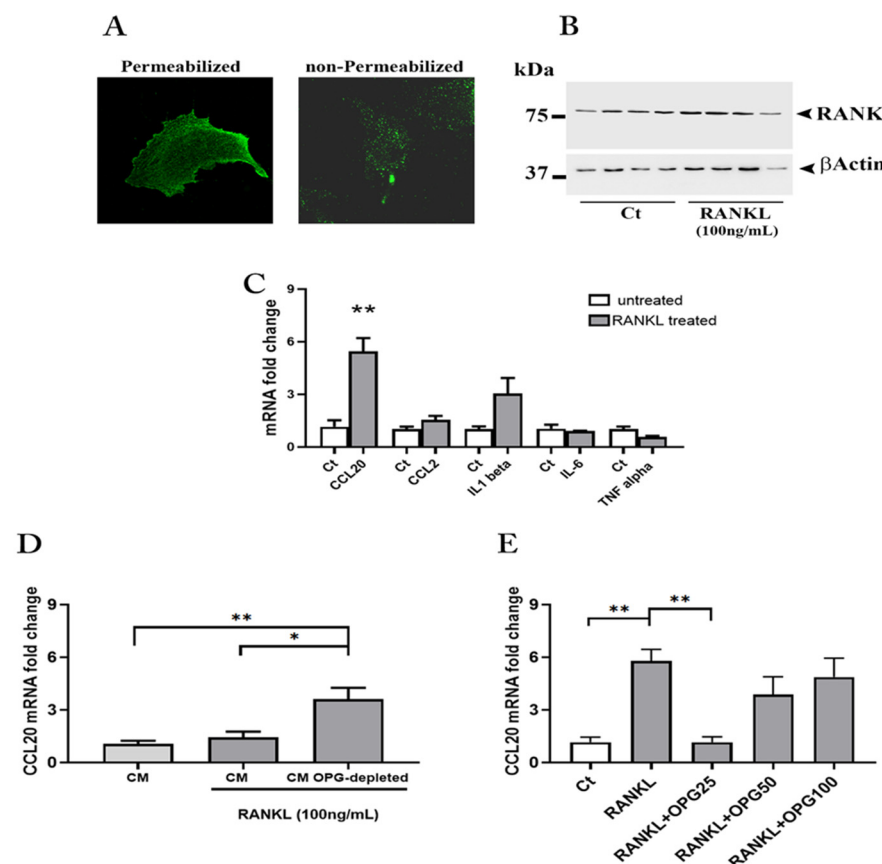 A
Permeabilized
non-Permeabilized
B
kDa
75
RANK
37
βActin
Ct
RANKL
(100ng/mL)
C
mRNA fold change
9
6
3
0
**
untreated
RANKL treated
Ct
CCL20
Ct
CCL2
Ct
IL1 beta
Ct
IL-6
Ct
TNF alpha
D
CCL20 mRNA fold change
9
6
3
0
**
*
CM
CM
CM OPG-depleted
RANKL (100ng/mL)
E
CCL20 mRNA fold change
9
6
3
0
**
**
Ct
RANKL
RANKL+OPG25
RANKL+OPG50
RANKL+OPG100